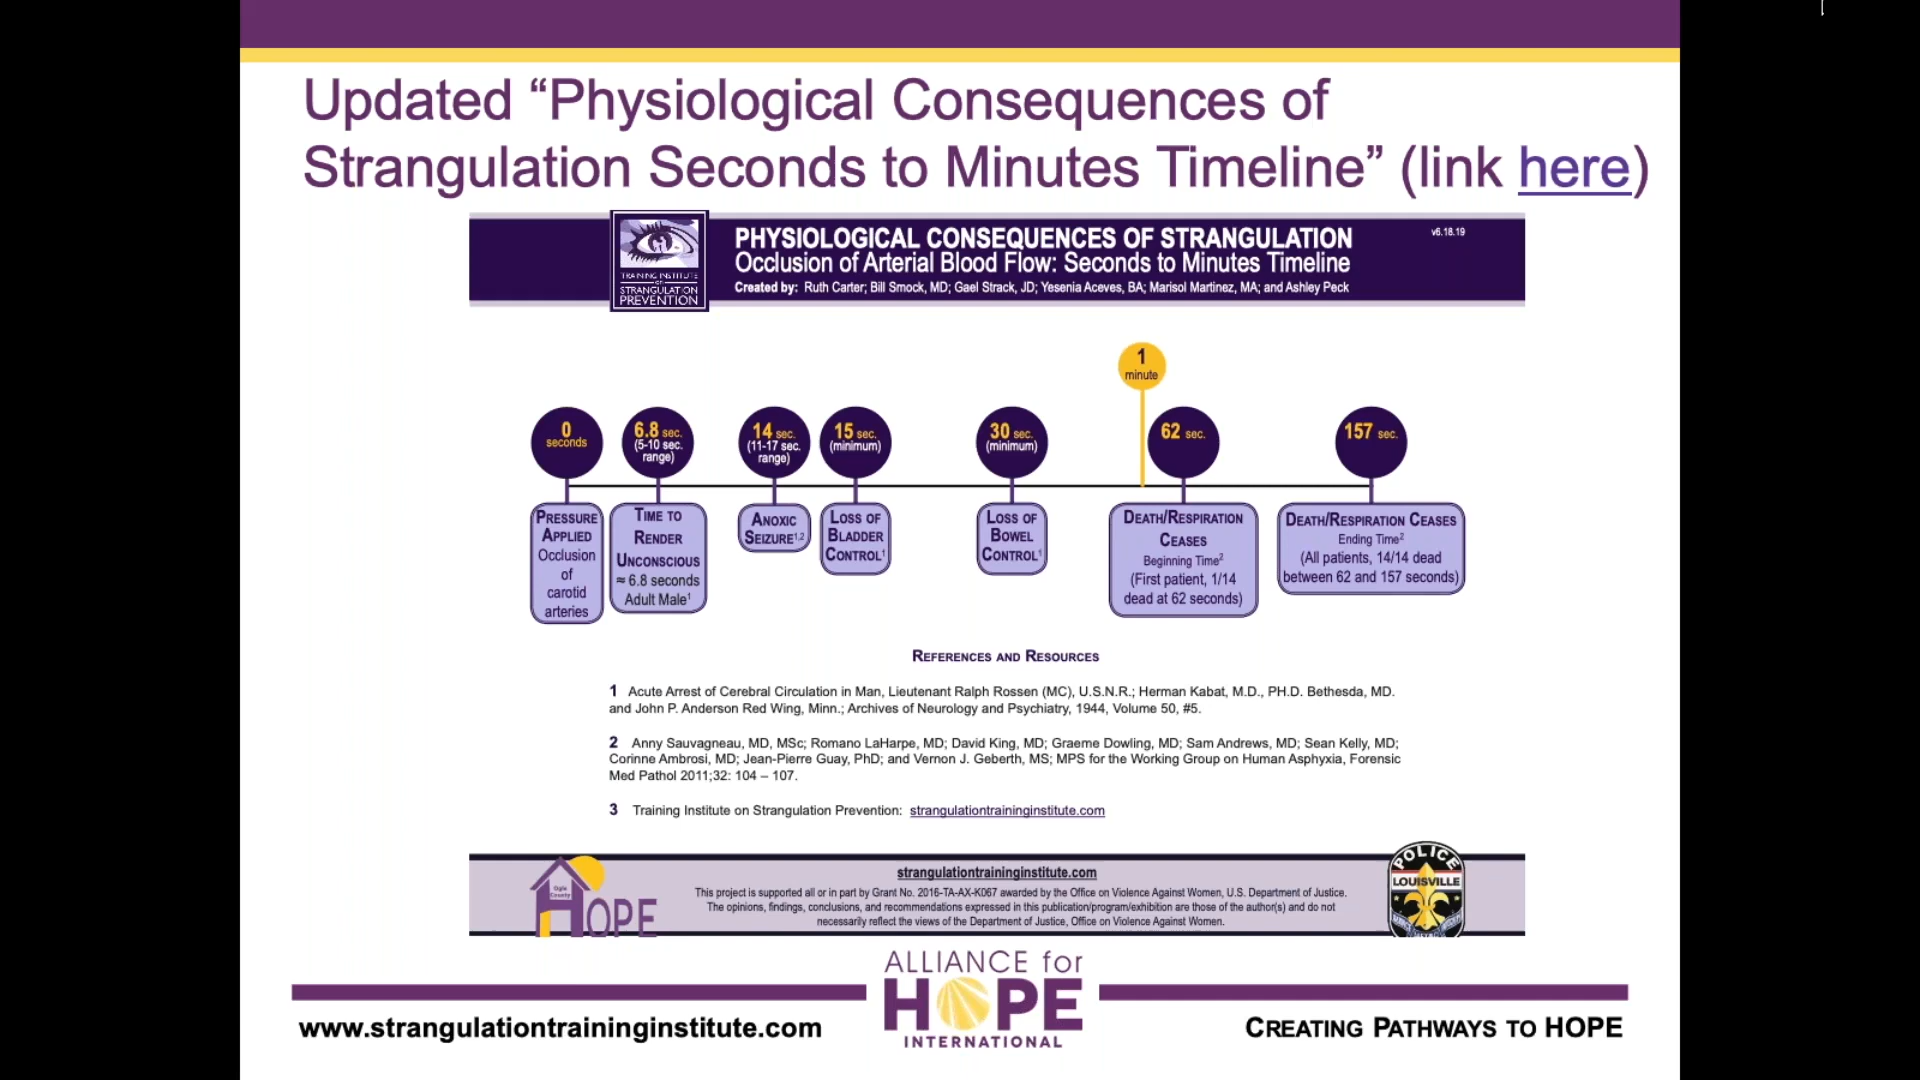 Updated “Physiological Consequences of
Strangulation Seconds to Minutes Timeline” (link here)
TRAINING INSTITUTE
on
STRANGULATION
PREVENTION
PHYSIOLOGICAL CONSEQUENCES OF STRANGULATION
v6.18.19
Occlusion of Arterial Blood Flow: Seconds to Minutes Timeline
Created by: Ruth Carter; Bill Smock, MD; Gael Strack, JD; Yesenia Aceves, BA; Marisol Martinez, MA; and Ashley Peck
1
minute
0
seconds
6.8 sec.
(5-10 sec.
range)
14 sec.
(11-17 sec.
range)
15 sec.
(minimum)
30 sec.
(minimum)
62 sec.
157 sec.
PRESSURE
APPLIED
Occlusion
of
carotid
arteries
TIME TO
RENDER
UNCONSCIOUS
≈ 6.8 seconds
Adult Male¹
ANOXIC
SEIZURE¹,²
LOSS OF
BLADDER
CONTROL¹
LOSS OF
BOWEL
CONTROL¹
DEATH/RESPIRATION
CEASES
Beginning Time²
(First patient, 1/14
dead at 62 seconds)
DEATH/RESPIRATION CEASES
Ending Time²
(All patients, 14/14 dead
between 62 and 157 seconds)
REFERENCES AND RESOURCES
1 Acute Arrest of Cerebral Circulation in Man, Lieutenant Ralph Rossen (MC), U.S.N.R.; Herman Kabat, M.D., PH.D. Bethesda, MD.
and John P. Anderson Red Wing, Minn.; Archives of Neurology and Psychiatry, 1944, Volume 50, #5.
2 Anny Sauvagneau, MD, MSc; Romano LaHarpe, MD; David King, MD; Graeme Dowling, MD; Sam Andrews, MD; Sean Kelly, MD;
Corinne Ambrosi, MD; Jean-Pierre Guay, PhD; and Vernon J. Geberth, MS; MPS for the Working Group on Human Asphyxia, Forensic
Med Pathol 2011;32: 104 – 107.
3 Training Institute on Strangulation Prevention: strangulationtraininginstitute.com
Ogle
County
HOPE
strangulationtraininginstitute.com
This project is supported all or in part by Grant No. 2016-TA-AX-K067 awarded by the Office on Violence Against Women, U.S. Department of Justice.
The opinions, findings, conclusions, and recommendations expressed in this publication/program/exhibition are those of the author(s) and do not
necessarily reflect the views of the Department of Justice, Office on Violence Against Women.
POLICE
LOUISVILLE
ALLIANCE for
HOPE
INTERNATIONAL
www.strangulationtraininginstitute.com
CREATING PATHWAYS TO HOPE